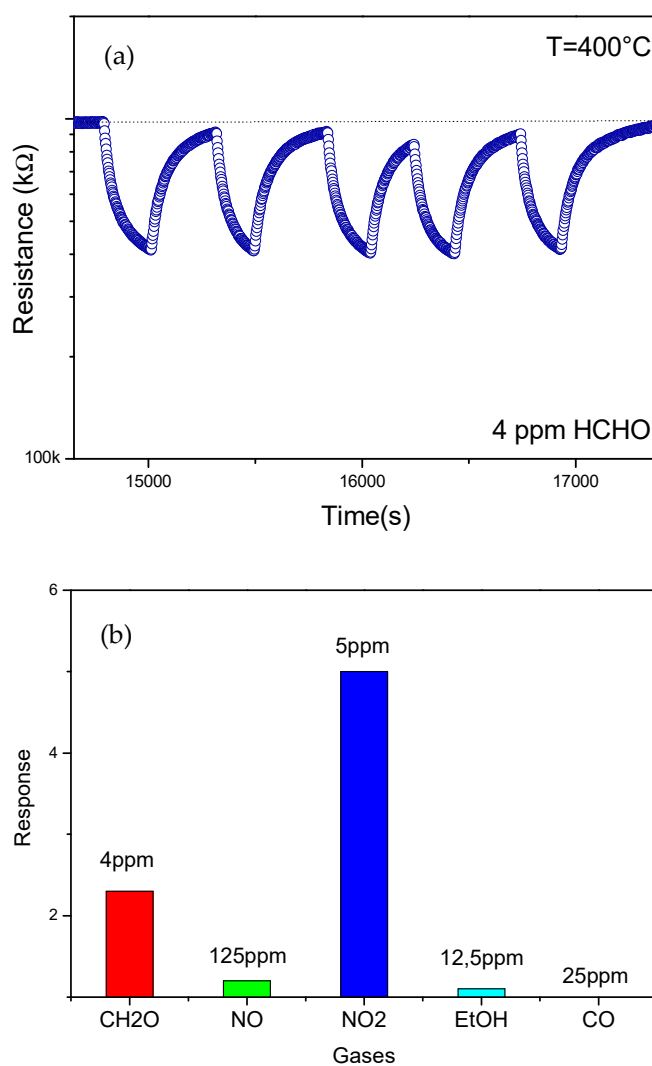 (a)
T=400°C
Resistance (kΩ)
100k
4 ppm HCHO
15000 16000 17000
Time(s)
(b)
6
5ppm
4
Response
4ppm
2
125ppm
12,5ppm
25ppm
CH2O NO NO2 EtOH CO
Gases